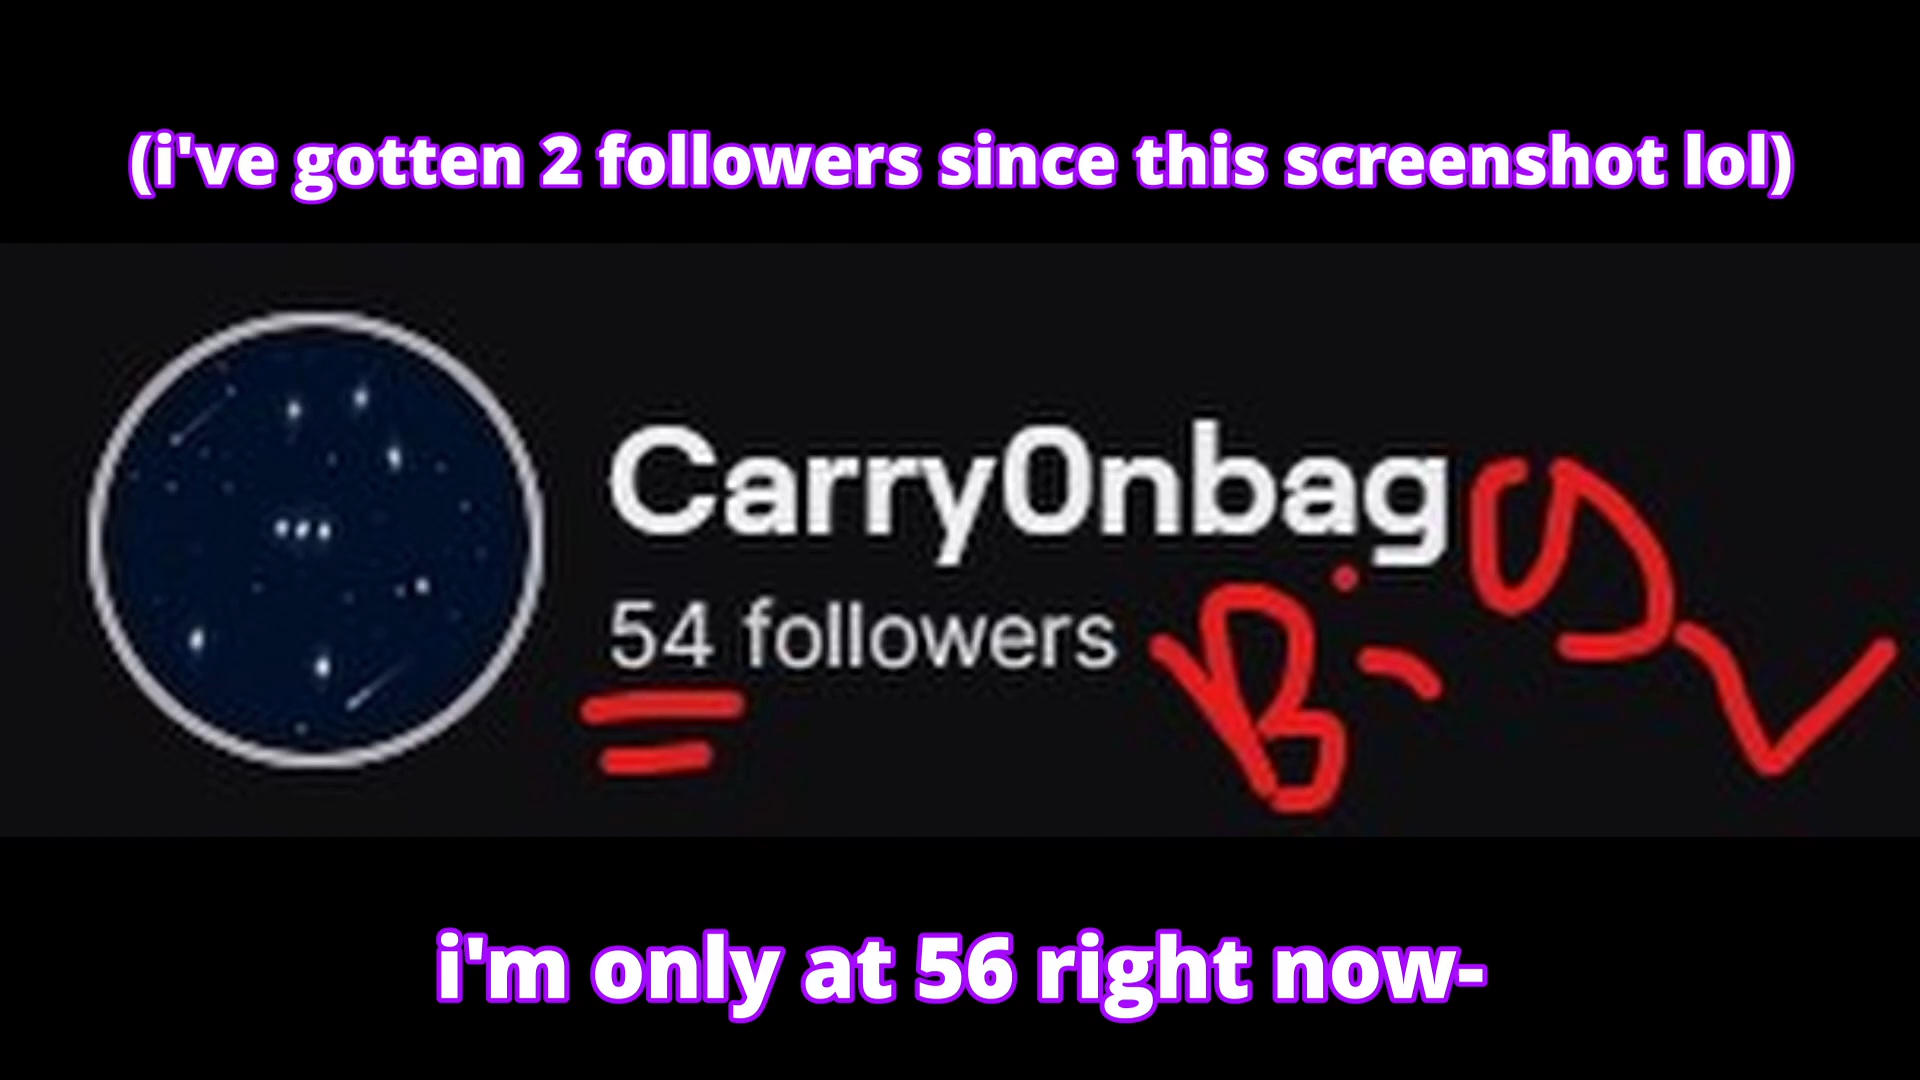 (i've gotten 2 followers since this screenshot lol)
Carry0nbag
54 followers
i'm only at 56 right now-